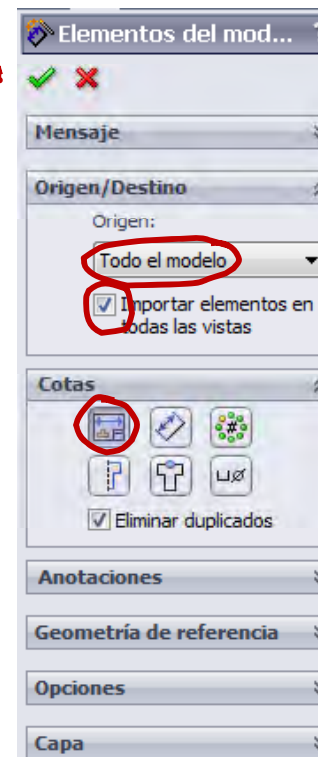 Elementos del mod...
Mensaje
Origen/Destino
Origen:
Todo el modelo
Importar elementos en
todas las vistas
Cotas
#
Eliminar duplicados
Anotaciones
Geometría de referencia
Opciones
Capa